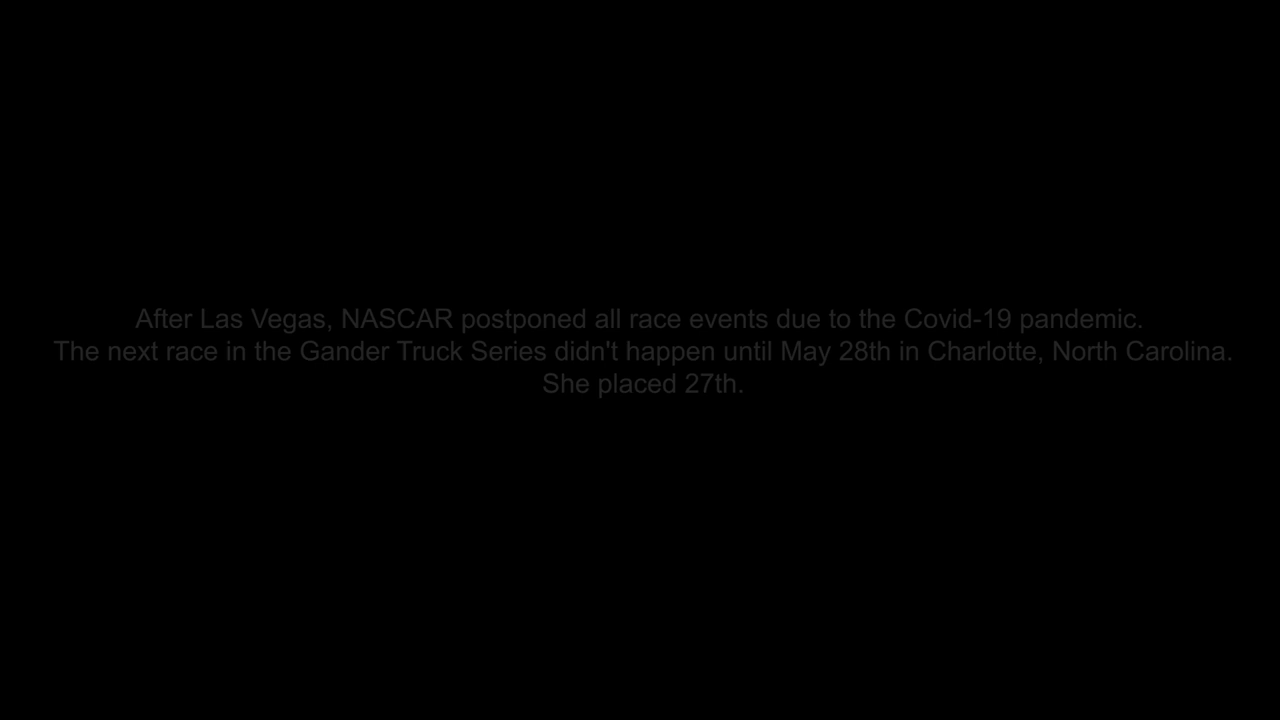 After Las Vegas, NASCAR postponed all race events due to the Covid-19 pandemic.
The next race in the Gander Truck Series didn't happen until May 28th in Charlotte, North Carolina.
She placed 27th.